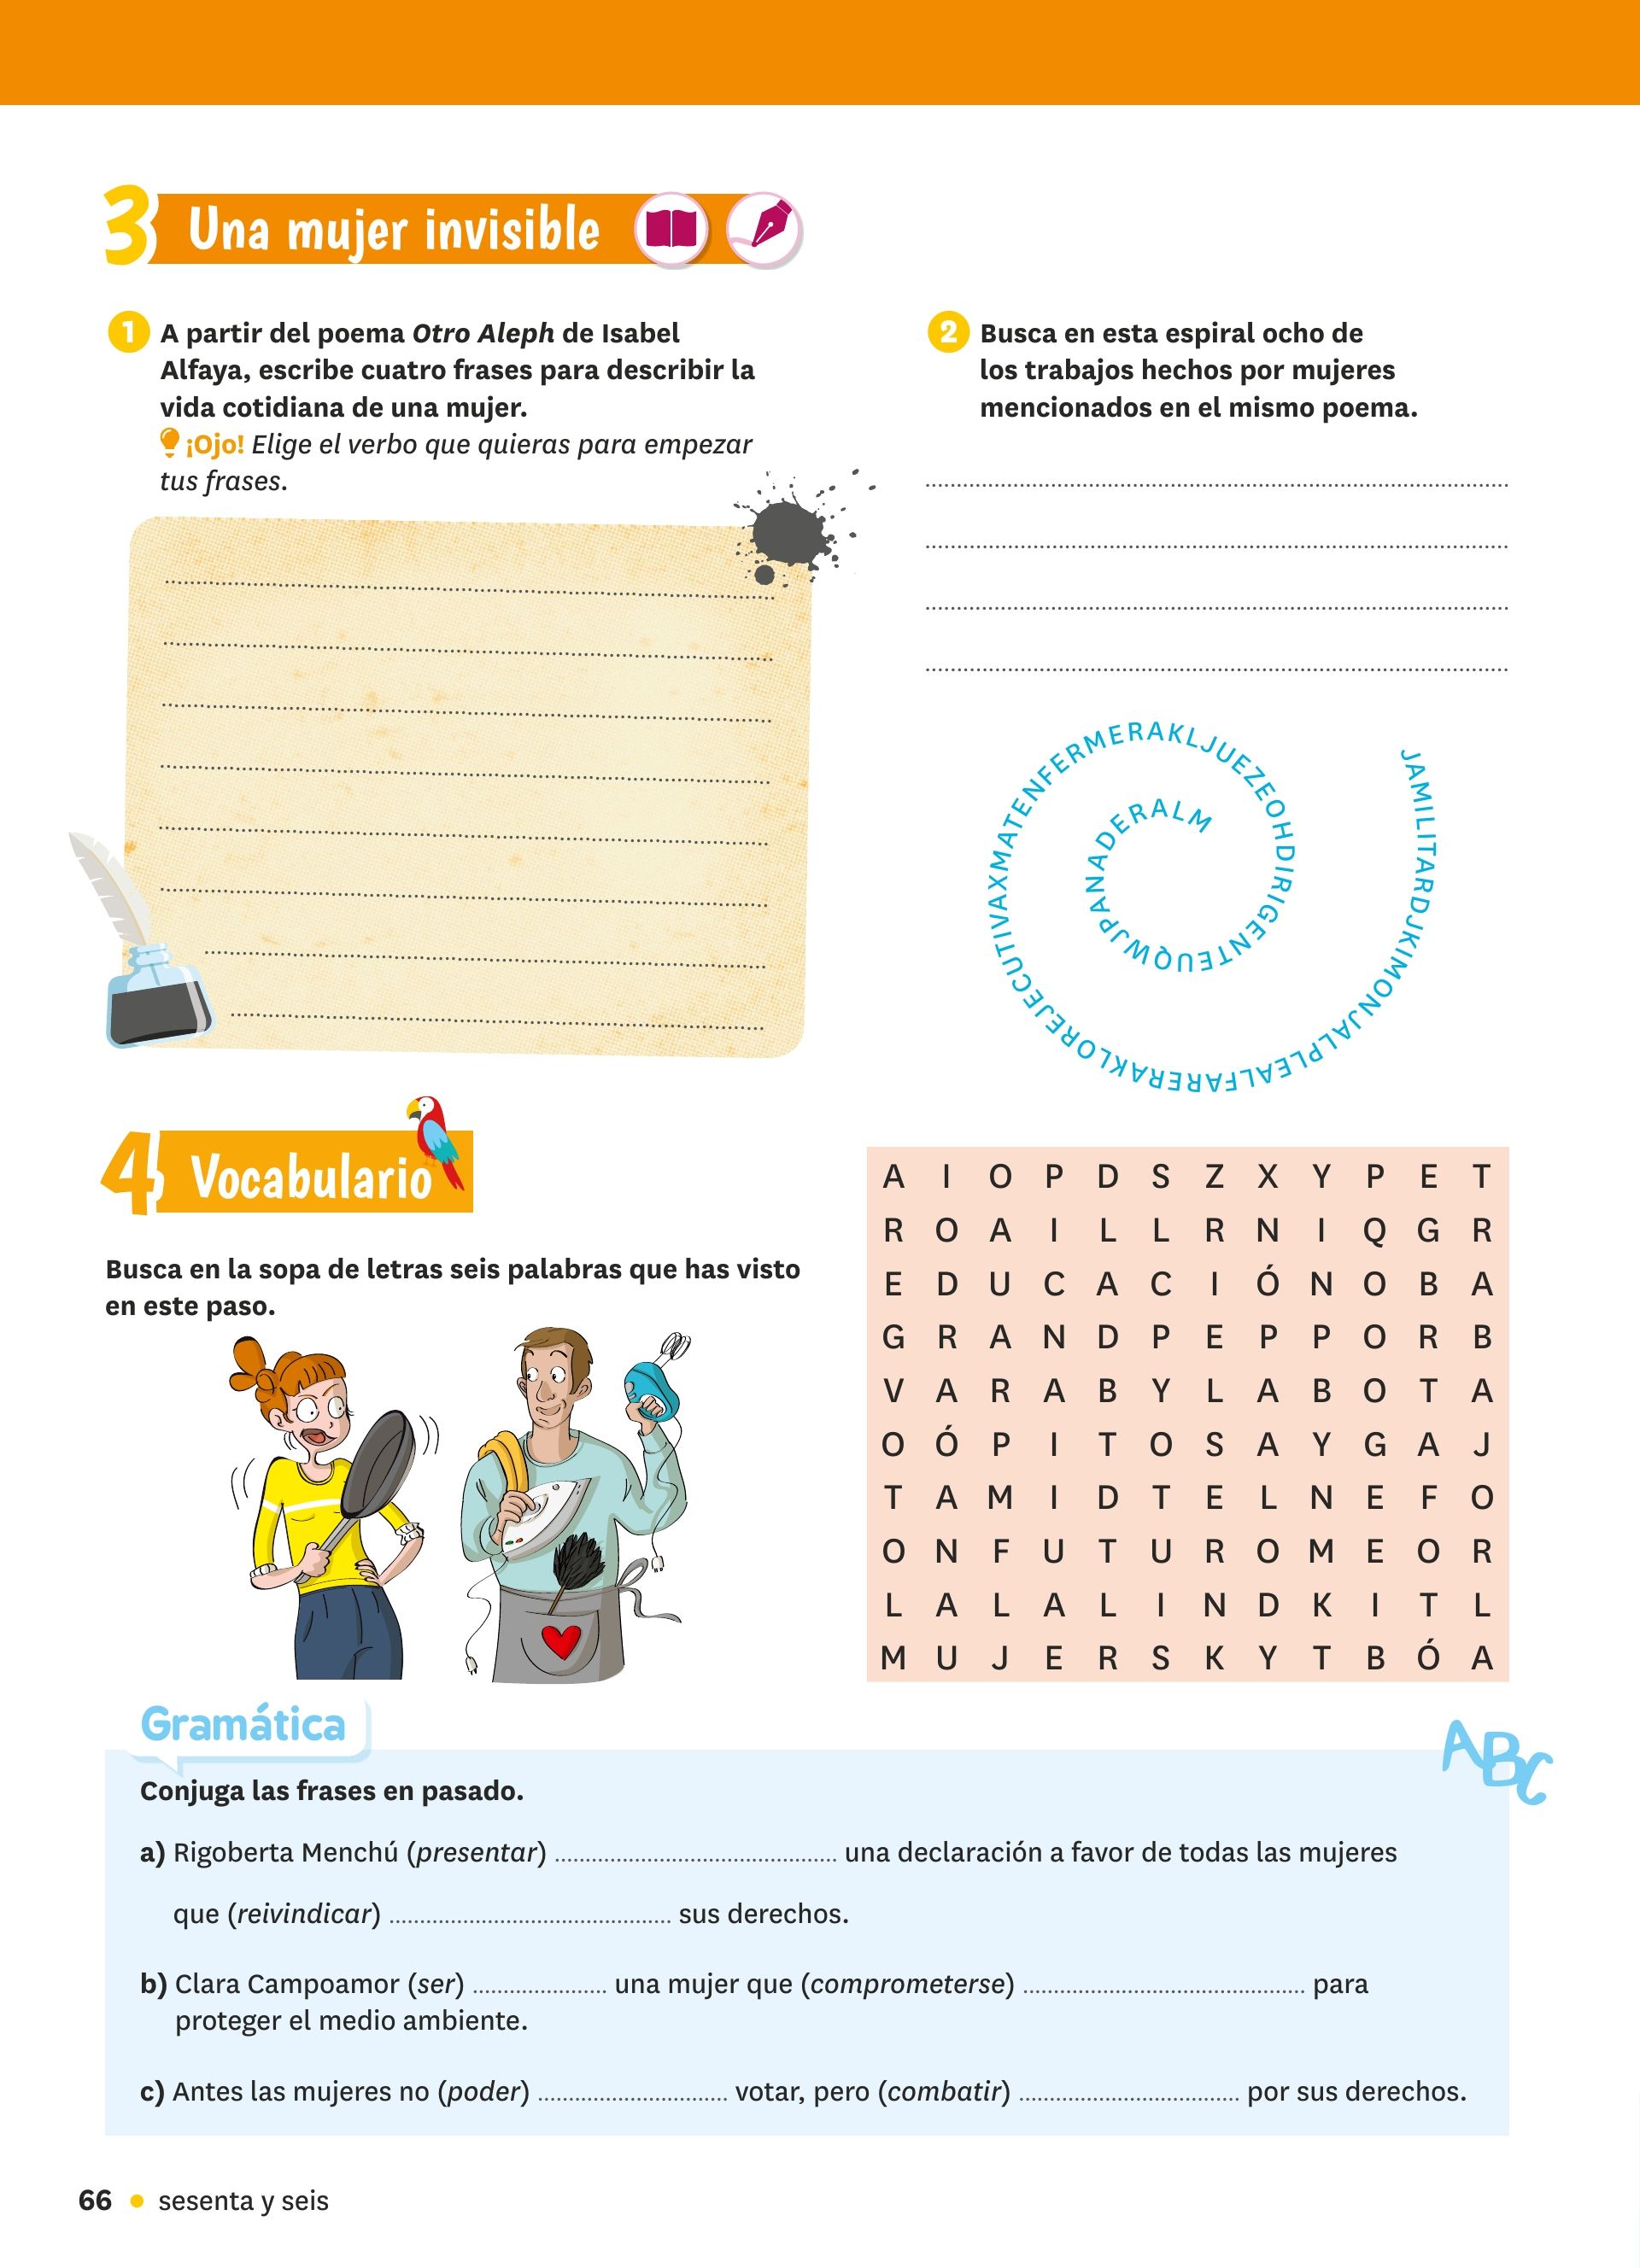 3 Una mujer invisible
1 A partir del poema Otro Aleph de Isabel
Alfaya, escribe cuatro frases para describir la
vida cotidiana de una mujer.
¡Ojo! Elige el verbo que quieras para empezar
tus frases.
2 Busca en esta espiral ocho de
los trabajos hechos por mujeres
mencionados en el mismo poema.
JAMILITARDJKIMONJALPLEALFARERAKLOREJECUTIVAXMATENFERMERAKLJUEZEOHDIRIGENTEUQWJPANADERALM
4 Vocabulario
Busca en la sopa de letras seis palabras que has visto
en este paso.
A I O P D S Z X Y P E T
R O A I L L R N I Q G R
E D U C A C I Ó N O B A
G R A N D P E P P O R B
V A R A B Y L A B O T A
O Ó P I T O S A Y G A J
T A M I D T E L N E F O
O N F U T U R O M E O R
L A L A L I N D K I T L
M U J E R S K Y T B Ó A
Gramática
ABC
Conjuga las frases en pasado.
a) Rigoberta Menchú (presentar) ........................................ una declaración a favor de todas las mujeres
que (reivindicar) ........................................ sus derechos.
b) Clara Campoamor (ser) ................... una mujer que (comprometerse) ........................................ para
proteger el medio ambiente.
c) Antes las mujeres no (poder) ........................... votar, pero (combatir) ............................... por sus derechos.
66 • sesenta y seis